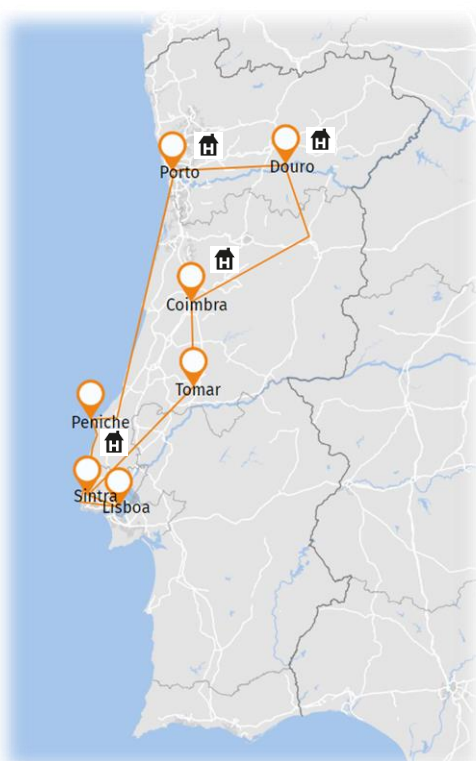 H
H
Porto
Douro
H
Coimbra
Tomar
Peniche
H
Sintra
Lisboa